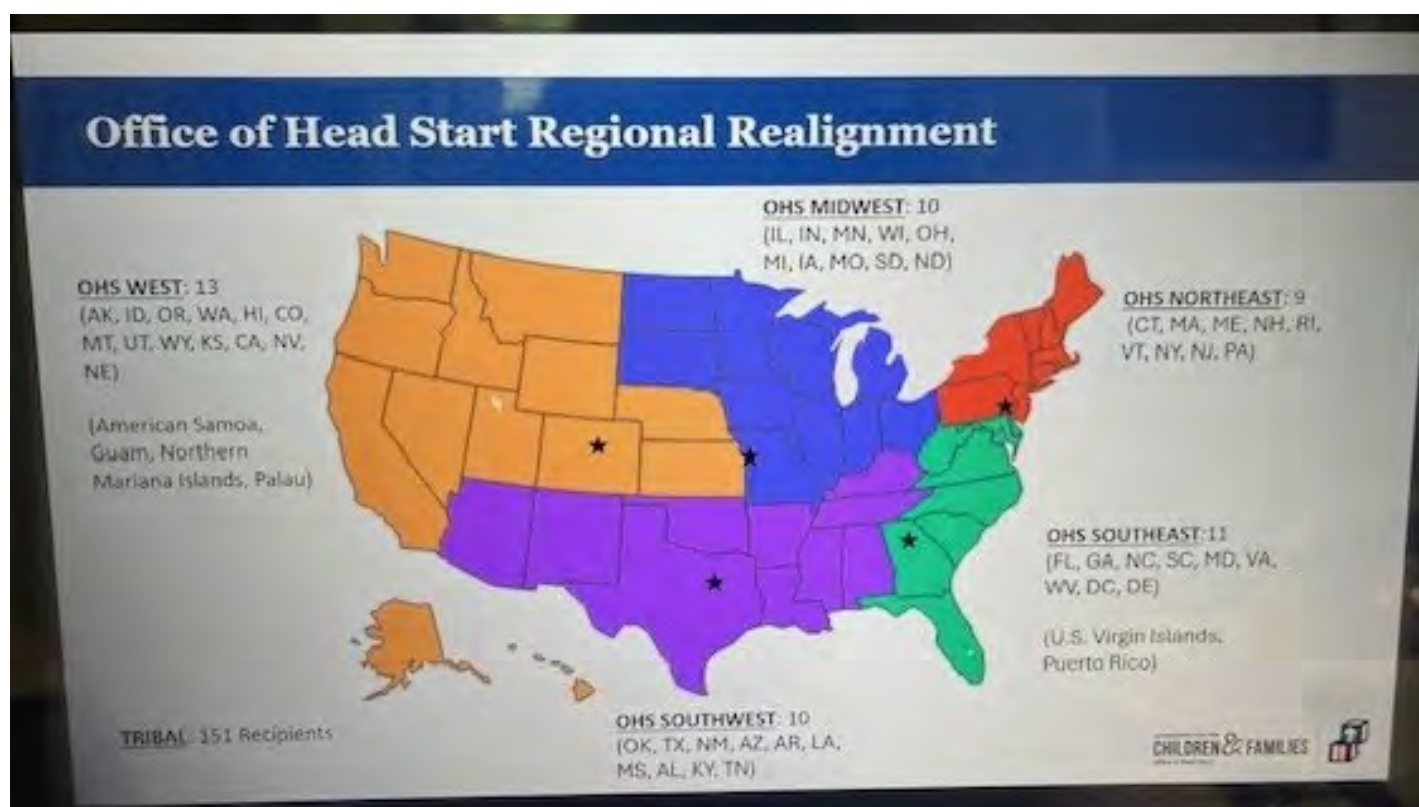 Office of Head Start Regional Realignment
OHS MIDWEST: 10
(IL, IN, MN, WI, OH,
MI, IA, MO, SD, ND)
OHS WEST: 13
(AK, ID, OR, WA, HI, CO,
MT, UT, WY, KS, CA, NV,
NE)
(American Samoa,
Guam, Northern
Mariana Islands, Palau)
OHS NORTHEAST: 9
(CT, MA, ME, NH, RI,
VT, NY, NJ, PA)
OHS SOUTHEAST:11
(FL, GA, NC, SC, MD, VA,
WV, DC, DE)
(U.S. Virgin Islands,
Puerto Rico)
OHS SOUTHWEST: 10
(OK, TX, NM, AZ, AR, LA,
MS, AL, KY, TN)
TRIBAL: 151 Recipients
CHILDREN & FAMILIES